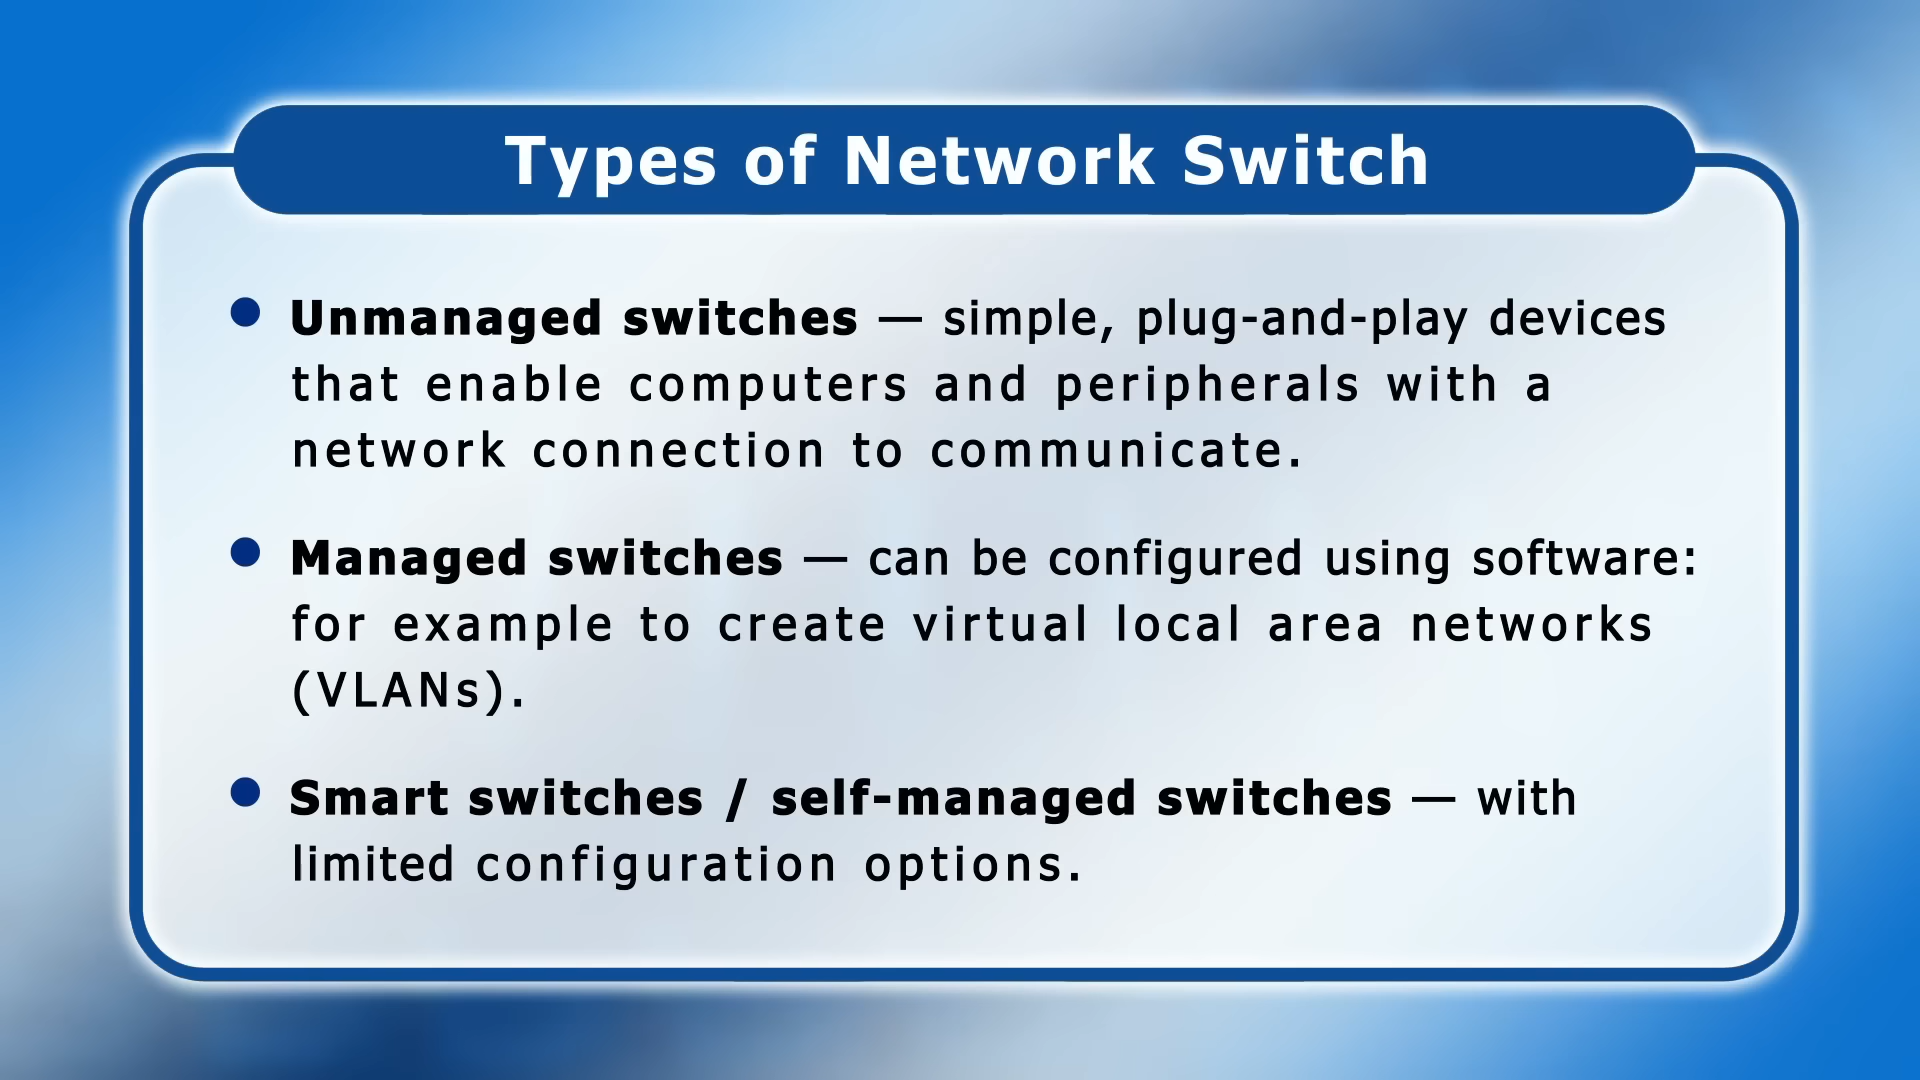 Types of Network Switch
● Unmanaged switches — simple, plug-and-play devices
that enable computers and peripherals with a
network connection to communicate.
● Managed switches — can be configured using software:
for example to create virtual local area networks
(VLANs).
● Smart switches / self-managed switches — with
limited configuration options.